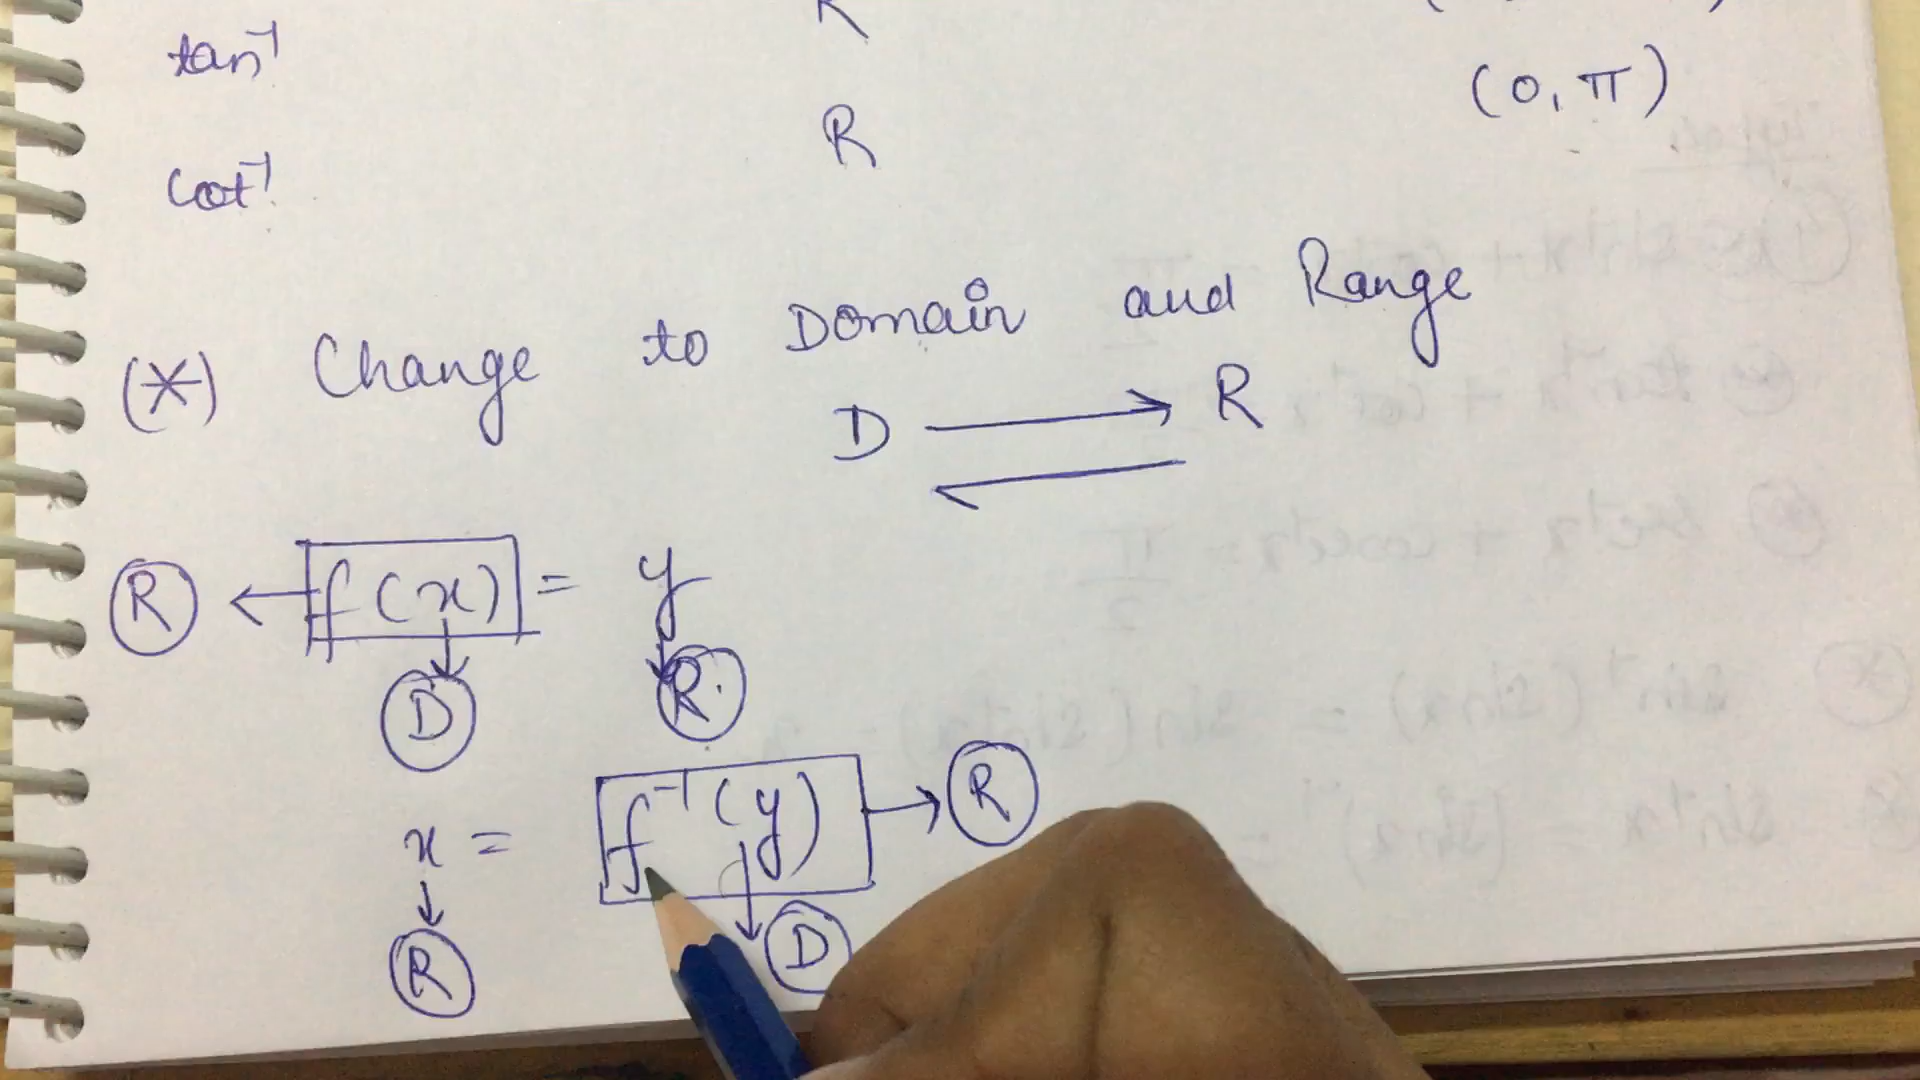 R
tan⁻¹
(0, π)
R
cot⁻¹
(*) Change to Domain and Range
D → R
R ← f(x) = y
D R
x = f⁻¹(y) → R
R D